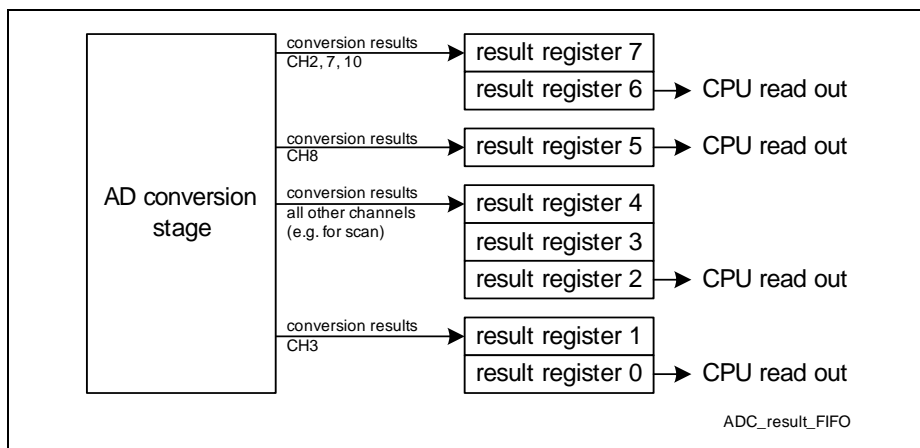 AD conversion
stage
conversion results
CH2, 7, 10
result register 7
result register 6
CPU read out
conversion results
CH8
result register 5
CPU read out
conversion results
all other channels
(e.g. for scan)
result register 4
result register 3
result register 2
CPU read out
conversion results
CH3
result register 1
result register 0
CPU read out
ADC_result_FIFO